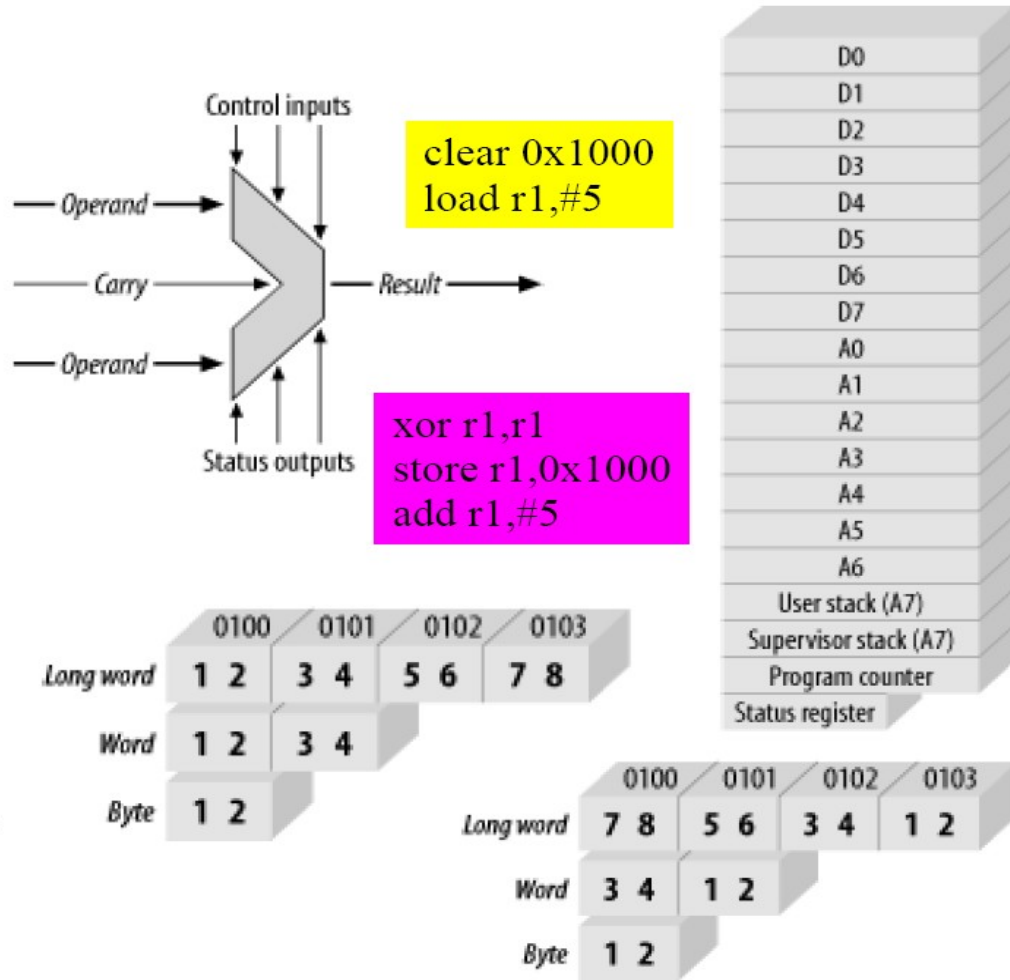 Control inputs
Operand
Carry
Operand
Result
Status outputs
clear 0x1000
load r1,#5
xor r1,r1
store r1,0x1000
add r1,#5
D0
D1
D2
D3
D4
D5
D6
D7
A0
A1
A2
A3
A4
A5
A6
User stack (A7)
Supervisor stack (A7)
Program counter
Status register
0100 0101 0102 0103
Long word 1 2 3 4 5 6 7 8
Word 1 2 3 4
Byte 1 2
0100 0101 0102 0103
Long word 7 8 5 6 3 4 1 2
Word 3 4 1 2
Byte 1 2